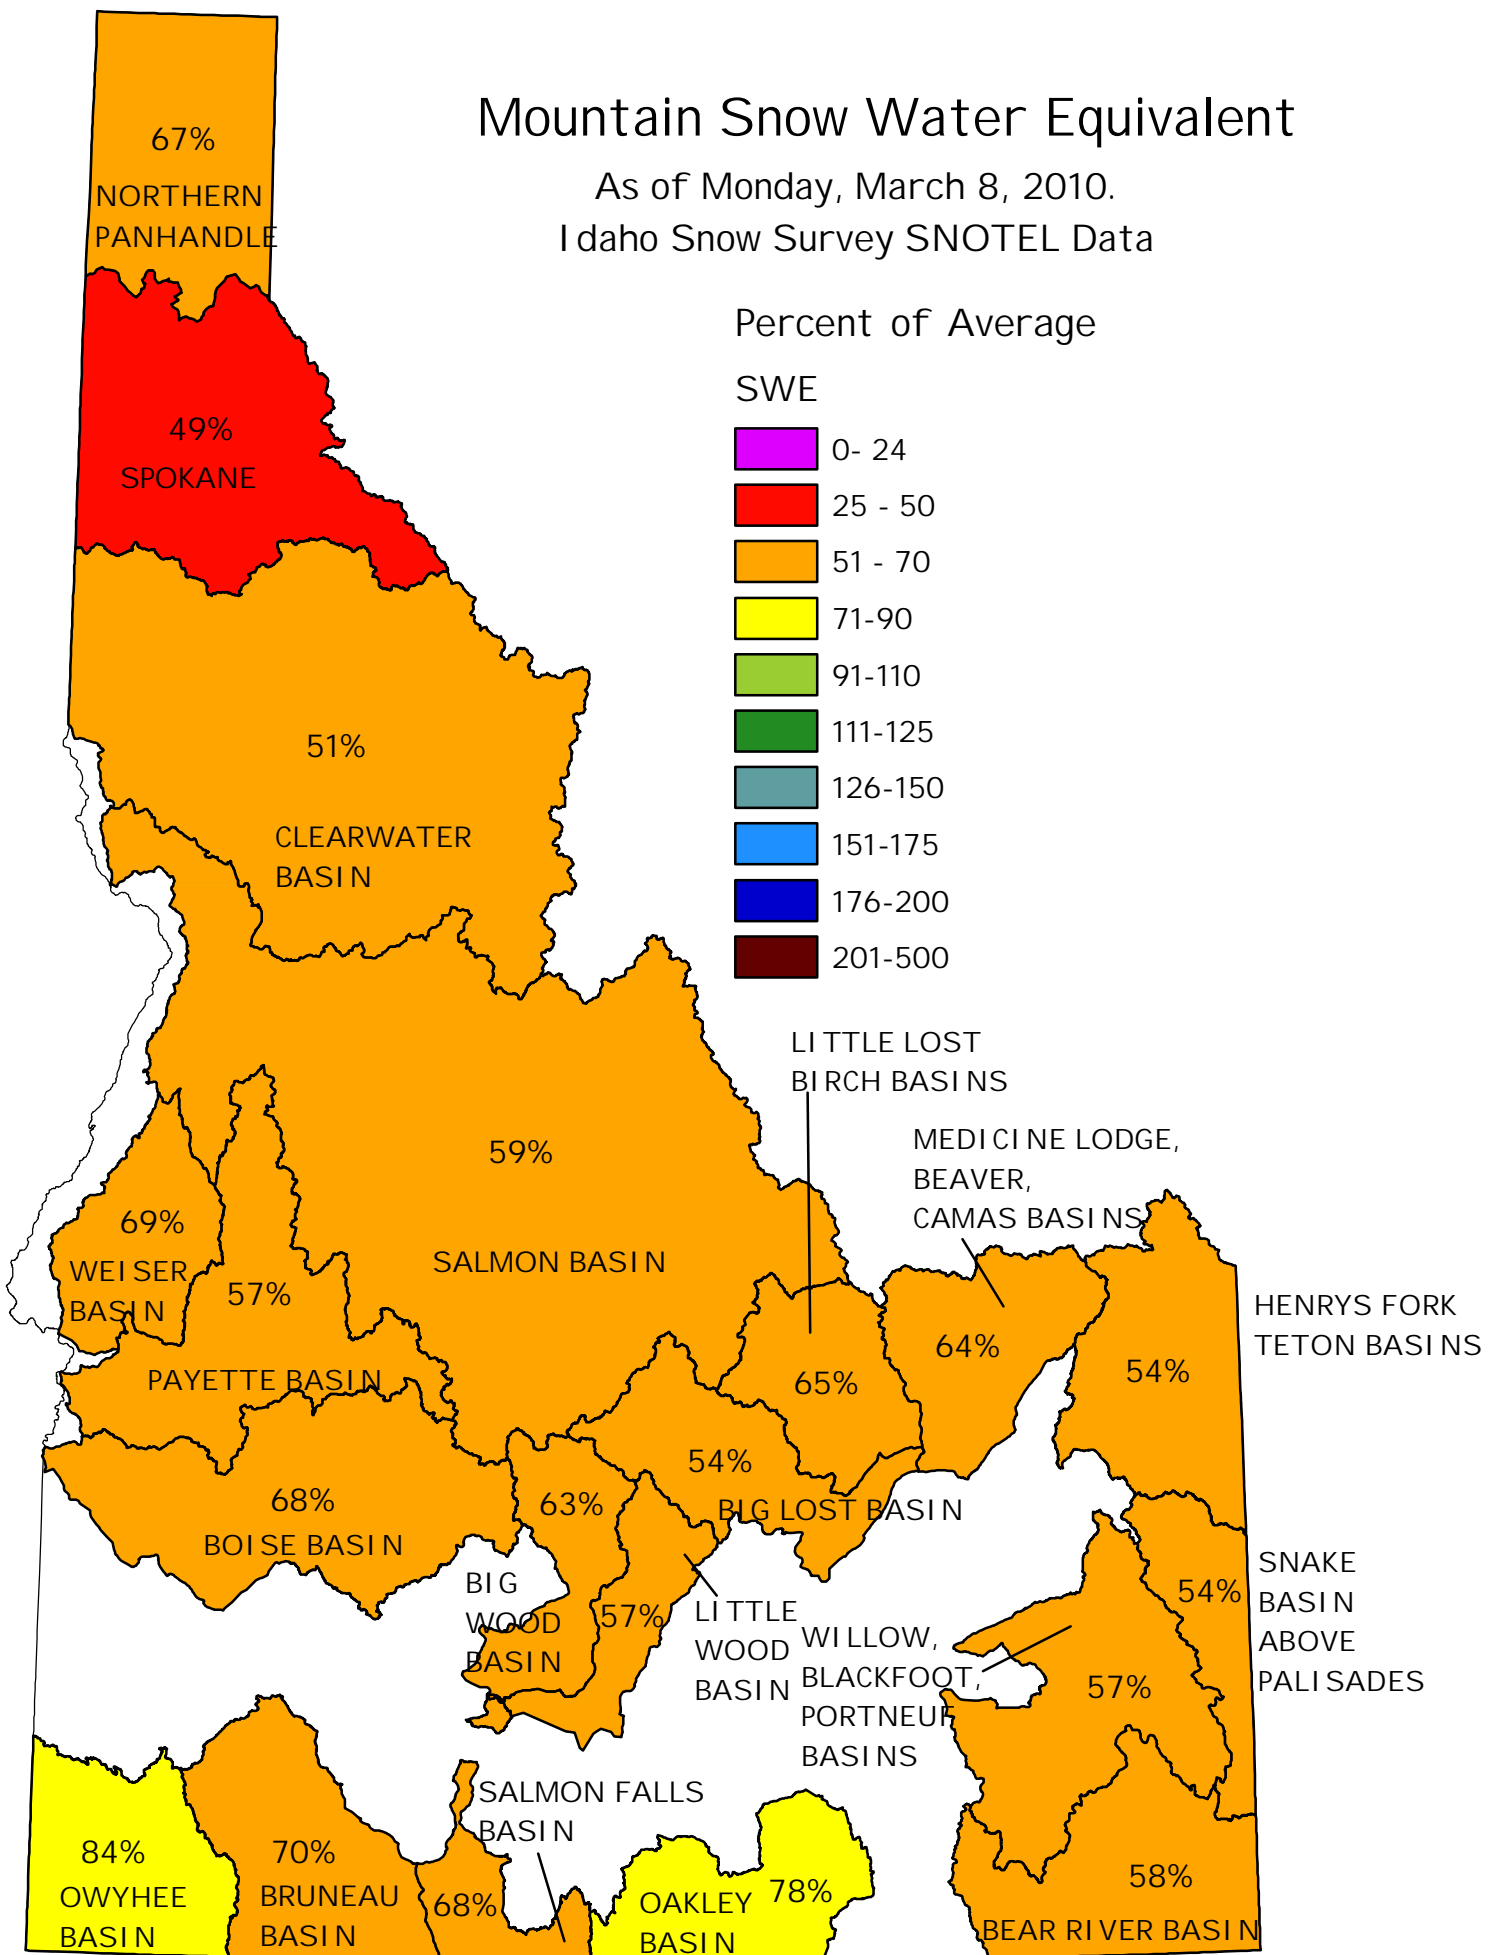 Mountain Snow Water Equivalent
As of Monday, March 8, 2010.
Idaho Snow Survey SNOTEL Data
Percent of Average
SWE
0- 24
25 - 50
51 - 70
71-90
91-110
111-125
126-150
151-175
176-200
201-500
67%
NORTHERN
PANHANDLE
49%
SPOKANE
51%
CLEARWATER
BASIN
59%
SALMON BASIN
LITTLE LOST
BIRCH BASINS
65%
MEDICINE LODGE,
BEAVER,
CAMAS BASINS
64%
HENRYS FORK
TETON BASINS
54%
69%
WEISER
BASIN
57%
PAYETTE BASIN
68%
BOISE BASIN
63%
BIG
WOOD
BASIN
54%
BIG LOST BASIN
57%
LITTLE
WOOD
BASIN
SNAKE
BASIN
ABOVE
PALISADES
54%
WILLOW,
BLACKFOOT,
PORTNEUF
BASINS
57%
84%
OWYHEE
BASIN
70%
BRUNEAU
BASIN
SALMON FALLS
BASIN
68%
OAKLEY
BASIN
78%
58%
BEAR RIVER BASIN